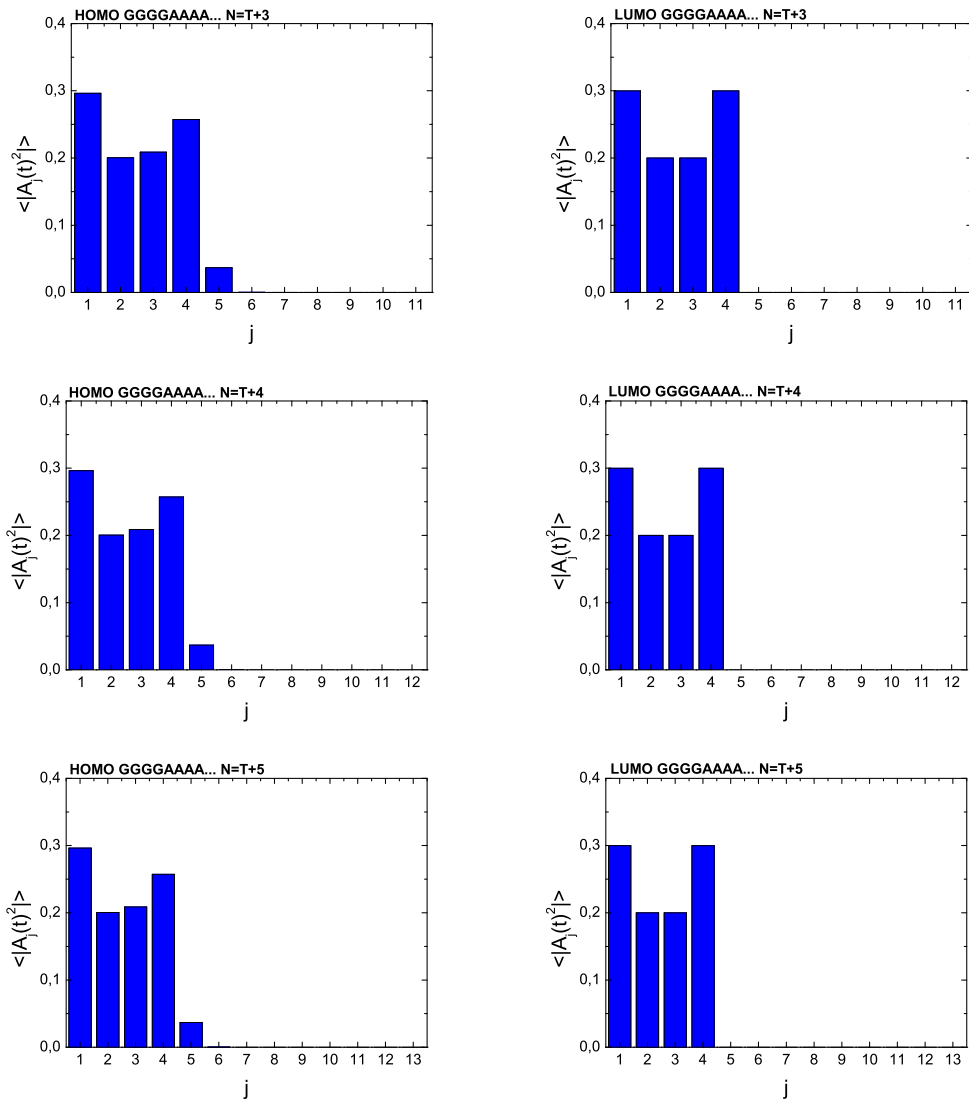 HOMO GGGGAAAA... N=T+3
0,4
0,3
0,2
0,1
0,0
<|A_j(t)^2|>
1 2 3 4 5 6 7 8 9 10 11
j
LUMO GGGGAAAA... N=T+3
0,4
0,3
0,2
0,1
0,0
<|A_j(t)^2|>
1 2 3 4 5 6 7 8 9 10 11
j
HOMO GGGGAAAA... N=T+4
0,4
0,3
0,2
0,1
0,0
<|A_j(t)^2|>
1 2 3 4 5 6 7 8 9 10 11 12
j
LUMO GGGGAAAA... N=T+4
0,4
0,3
0,2
0,1
0,0
<|A_j(t)^2|>
1 2 3 4 5 6 7 8 9 10 11 12
j
HOMO GGGGAAAA... N=T+5
0,4
0,3
0,2
0,1
0,0
<|A_j(t)^2|>
1 2 3 4 5 6 7 8 9 10 11 12 13
j
LUMO GGGGAAAA... N=T+5
0,4
0,3
0,2
0,1
0,0
<|A_j(t)^2|>
1 2 3 4 5 6 7 8 9 10 11 12 13
j